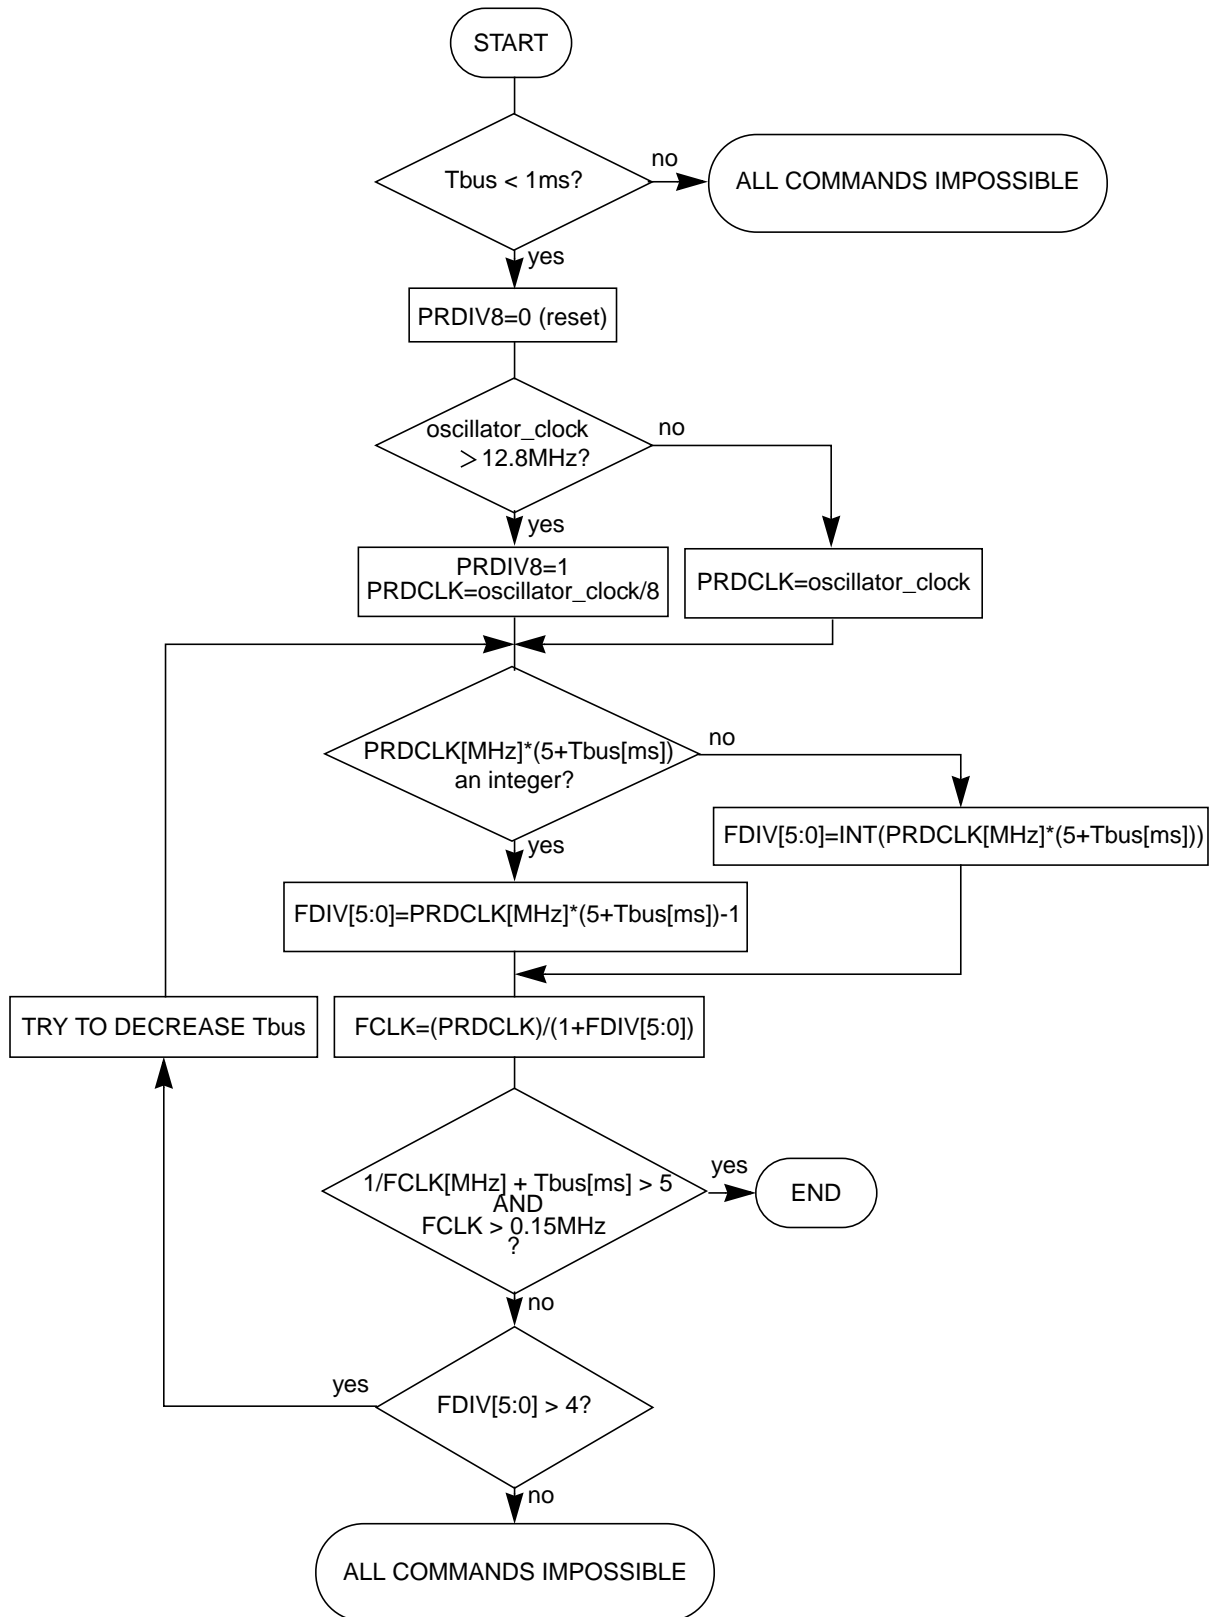 START
Tbus < 1ms?
no
ALL COMMANDS IMPOSSIBLE
yes
PRDIV8=0 (reset)
oscillator_clock
>12.8MHz?
no
yes
PRDIV8=1
PRDCLK=oscillator_clock/8
PRDCLK=oscillator_clock
PRDCLK[MHz]*(5+Tbus[ms])
an integer?
no
yes
FDIV[5:0]=INT(PRDCLK[MHz]*(5+Tbus[ms]))
FDIV[5:0]=PRDCLK[MHz]*(5+Tbus[ms])-1
TRY TO DECREASE Tbus
FCLK=(PRDCLK)/(1+FDIV[5:0])
1/FCLK[MHz] + Tbus[ms] > 5
AND
FCLK > 0.15MHz
?
yes
END
no
FDIV[5:0] > 4?
yes
no
ALL COMMANDS IMPOSSIBLE